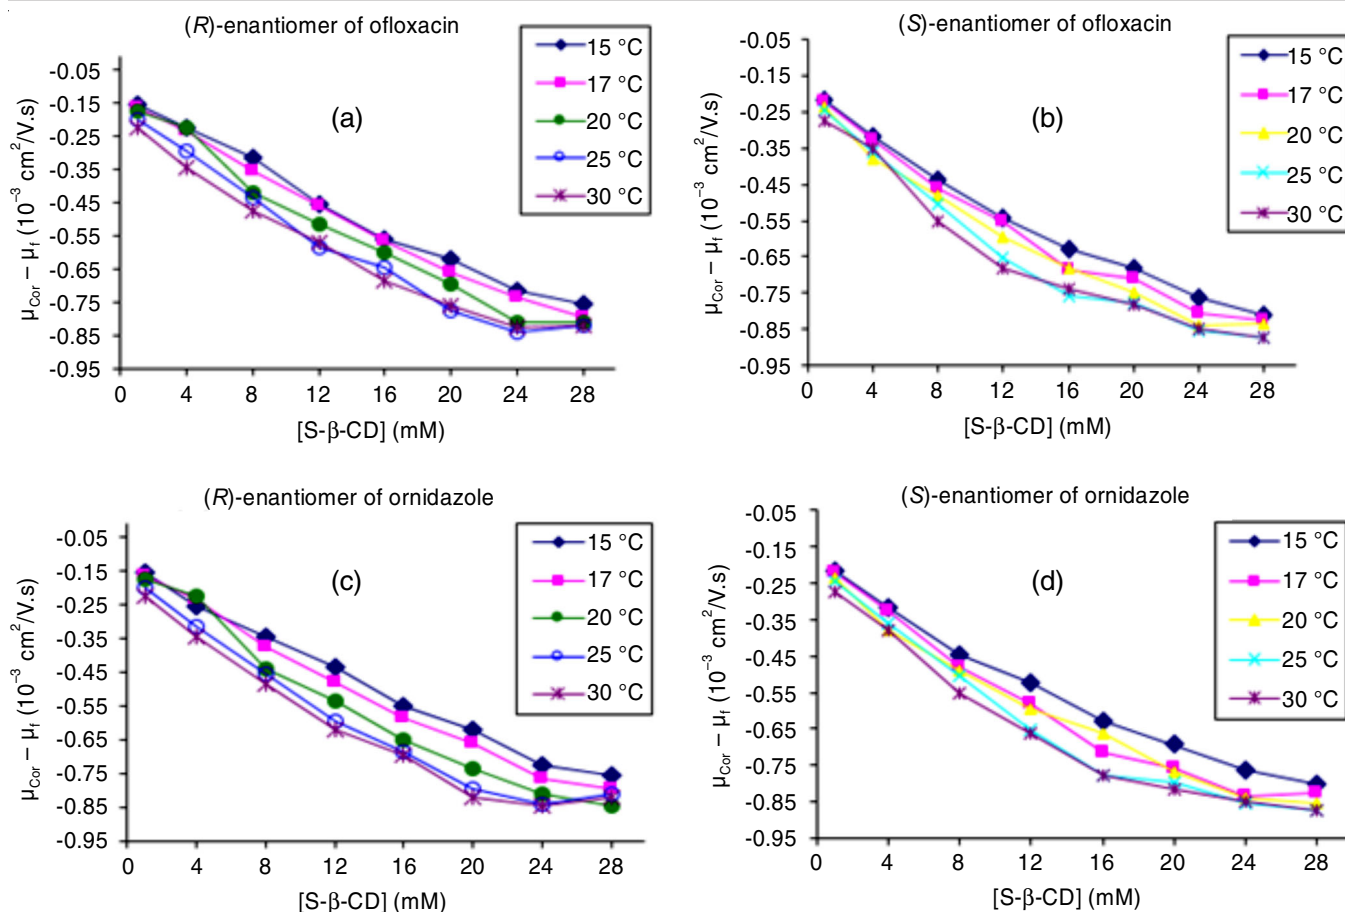 (R)-enantiomer of ofloxacin
(a)
15 °C
17 °C
20 °C
25 °C
30 °C
-0.05
-0.15
-0.25
-0.35
-0.45
-0.55
-0.65
-0.75
-0.85
-0.95
μCor – μf (10–3 cm2/V.s)
0 4 8 12 16 20 24 28
[S-β-CD] (mM)
(S)-enantiomer of ofloxacin
(b)
15 °C
17 °C
20 °C
25 °C
30 °C
-0.05
-0.15
-0.25
-0.35
-0.45
-0.55
-0.65
-0.75
-0.85
-0.95
μCor – μf (10–3 cm2/V.s)
0 4 8 12 16 20 24 28
[S-β-CD] (mM)
(R)-enantiomer of ornidazole
(c)
15 °C
17 °C
20 °C
25 °C
30 °C
-0.05
-0.15
-0.25
-0.35
-0.45
-0.55
-0.65
-0.75
-0.85
-0.95
μCor – μf (10–3 cm2/V.s)
0 4 8 12 16 20 24 28
[S-β-CD] (mM)
(S)-enantiomer of ornidazole
(d)
15 °C
17 °C
20 °C
25 °C
30 °C
-0.05
-0.15
-0.25
-0.35
-0.45
-0.55
-0.65
-0.75
-0.85
-0.95
μCor – μf (10–3 cm2/V.s)
0 4 8 12 16 20 24 28
[S-β-CD] (mM)